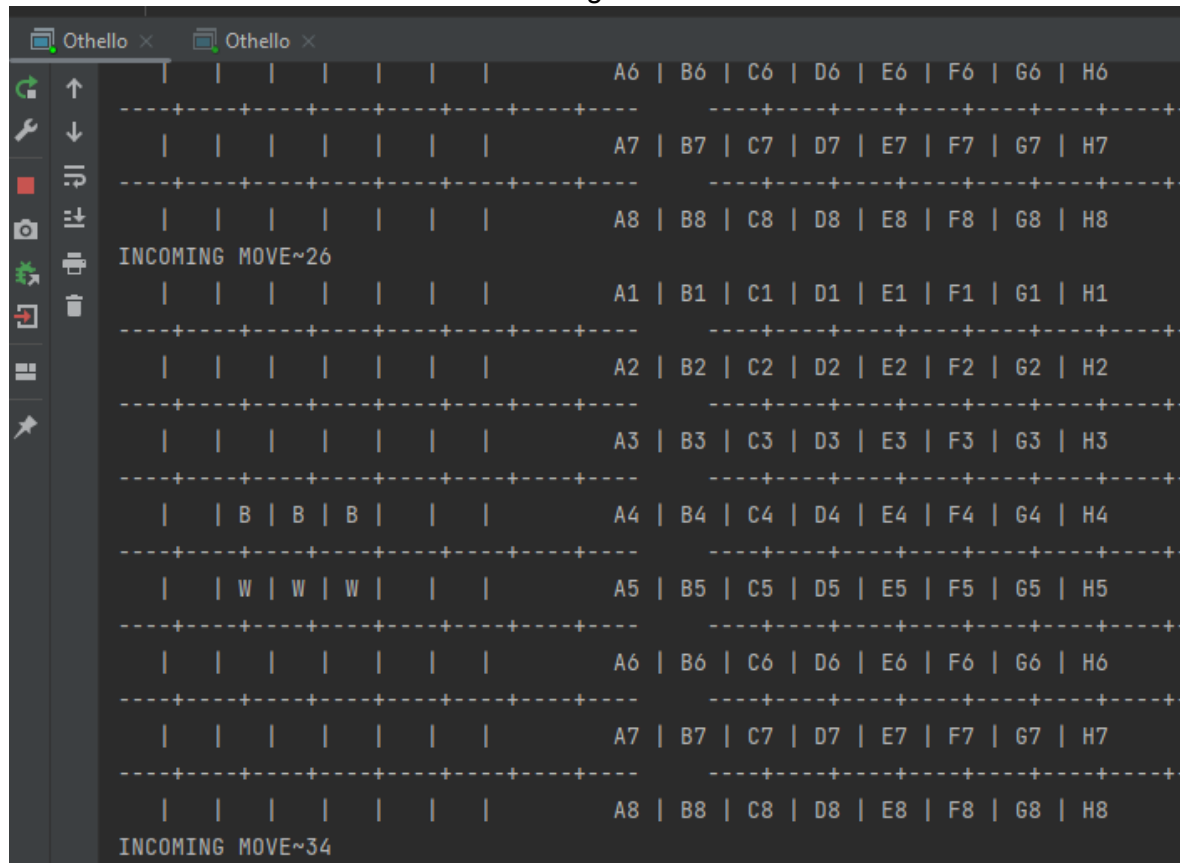 Othello × Othello ×
| | | | | | | A6 | B6 | C6 | D6 | E6 | F6 | G6 | H6
----+----+----+----+----+----+----+---- ----+----+----+----+----+----+----+
| | | | | | | A7 | B7 | C7 | D7 | E7 | F7 | G7 | H7
----+----+----+----+----+----+----+---- ----+----+----+----+----+----+----+
| | | | | | | A8 | B8 | C8 | D8 | E8 | F8 | G8 | H8
INCOMING MOVE~26
| | | | | | | A1 | B1 | C1 | D1 | E1 | F1 | G1 | H1
----+----+----+----+----+----+----+---- ----+----+----+----+----+----+----+
| | | | | | | A2 | B2 | C2 | D2 | E2 | F2 | G2 | H2
----+----+----+----+----+----+----+---- ----+----+----+----+----+----+----+
| | | | | | | A3 | B3 | C3 | D3 | E3 | F3 | G3 | H3
----+----+----+----+----+----+----+---- ----+----+----+----+----+----+----+
| | B | B | B | | | A4 | B4 | C4 | D4 | E4 | F4 | G4 | H4
----+----+----+----+----+----+----+---- ----+----+----+----+----+----+----+
| | W | W | W | | | A5 | B5 | C5 | D5 | E5 | F5 | G5 | H5
----+----+----+----+----+----+----+---- ----+----+----+----+----+----+----+
| | | | | | | A6 | B6 | C6 | D6 | E6 | F6 | G6 | H6
----+----+----+----+----+----+----+---- ----+----+----+----+----+----+----+
| | | | | | | A7 | B7 | C7 | D7 | E7 | F7 | G7 | H7
----+----+----+----+----+----+----+---- ----+----+----+----+----+----+----+
| | | | | | | A8 | B8 | C8 | D8 | E8 | F8 | G8 | H8
INCOMING MOVE~34